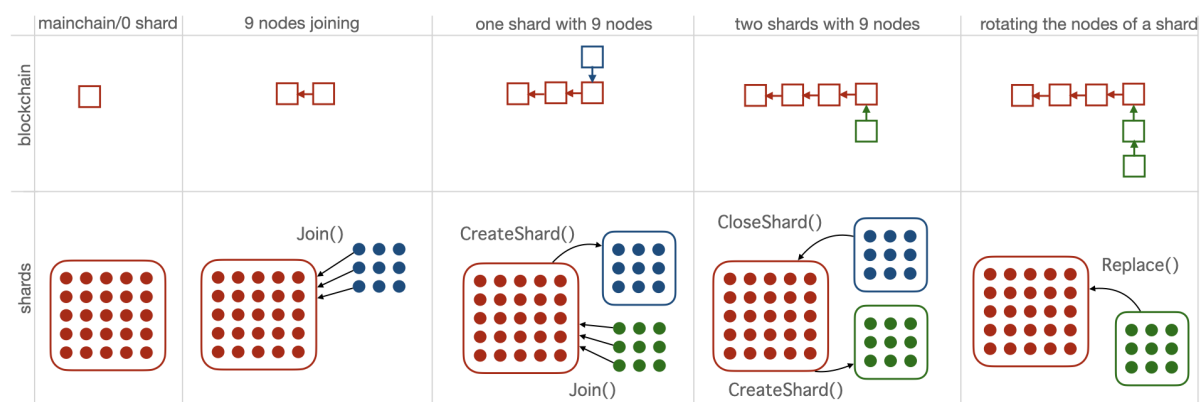 mainchain/0 shard
9 nodes joining
one shard with 9 nodes
two shards with 9 nodes
rotating the nodes of a shard
blockchain
shards
Join()
CreateShard()
Join()
CloseShard()
CreateShard()
Replace()